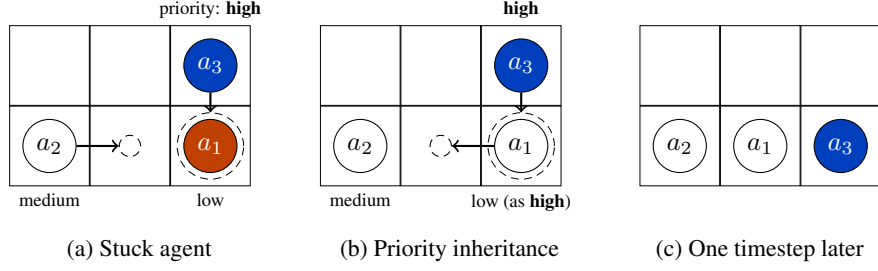 priority: high
high
a3
a3
a2
a1
a2
a1
a2
a1
a3
medium
low
medium
low (as high)
(a) Stuck agent
(b) Priority inheritance
(c) One timestep later